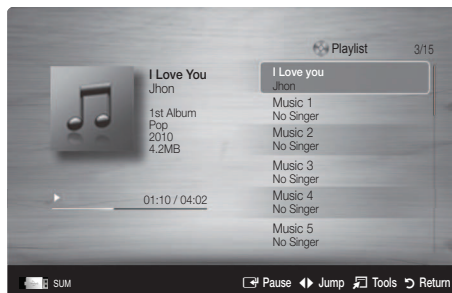 Playlist 3/15
I Love You
Jhon
1st Album
Pop
2010
4.2MB
01:10 / 04:02
I Love you
Jhon
Music 1
No Singer
Music 2
No Singer
Music 3
No Singer
Music 4
No Singer
Music 5
No Singer
SUM
Pause Jump Tools Return